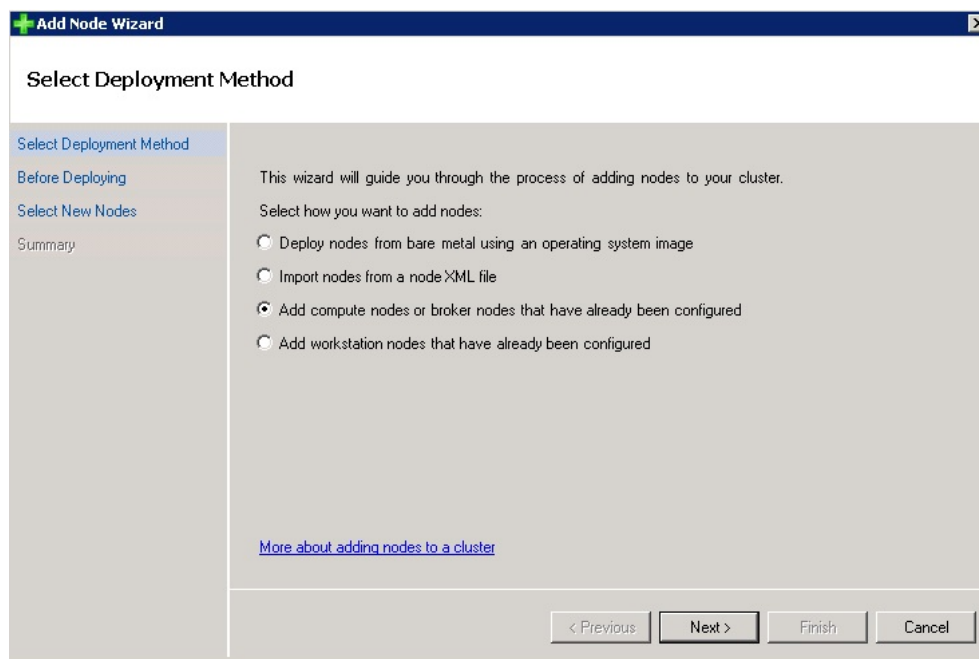 Add Node Wizard
Select Deployment Method
Select Deployment Method
Before Deploying
Select New Nodes
Summary
This wizard will guide you through the process of adding nodes to your cluster.
Select how you want to add nodes:
Deploy nodes from bare metal using an operating system image
Import nodes from a node XML file
Add compute nodes or broker nodes that have already been configured
Add workstation nodes that have already been configured
More about adding nodes to a cluster
< Previous
Next >
Finish
Cancel